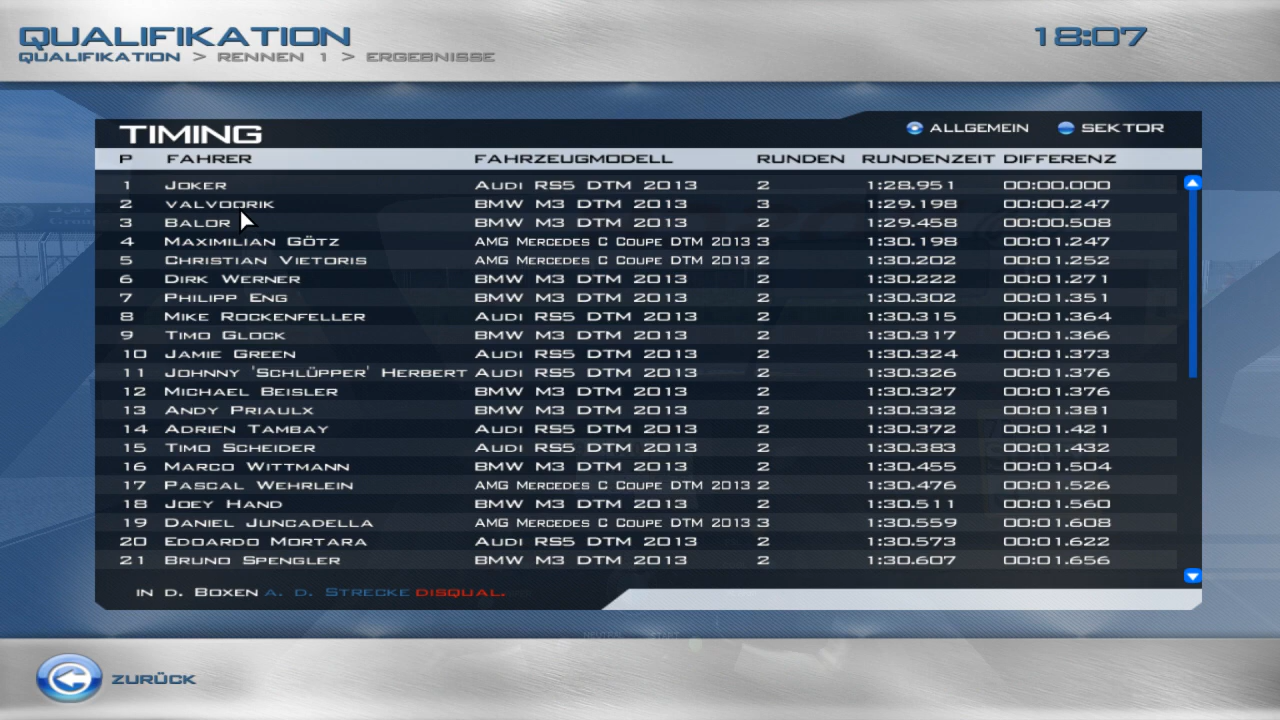 QUALIFIKATION 18:07
QUALIFIKATION > RENNEN 1 > ERGEBNISSE
TIMING ALLGEMEIN SEKTOR
P FAHRER FAHRZEUGMODELL RUNDEN RUNDENZEIT DIFFERENZ
1 JOKER AUDI RS5 DTM 2013 2 1:28.951 00:00.000
2 VALVOORIK BMW M3 DTM 2013 3 1:29.198 00:00.247
3 BALOR BMW M3 DTM 2013 2 1:29.458 00:00.508
4 MAXIMILIAN GÖTZ AMG MERCEDES C COUPE DTM 2013 3 1:30.198 00:01.247
5 CHRISTIAN VIETORIS AMG MERCEDES C COUPE DTM 2013 2 1:30.202 00:01.252
6 DIRK WERNER BMW M3 DTM 2013 2 1:30.222 00:01.271
7 PHILIPP ENG BMW M3 DTM 2013 2 1:30.302 00:01.351
8 MIKE ROCKENFELLER AUDI RS5 DTM 2013 2 1:30.315 00:01.364
9 TIMO GLOCK BMW M3 DTM 2013 2 1:30.317 00:01.366
10 JAMIE GREEN AUDI RS5 DTM 2013 2 1:30.324 00:01.373
11 JOHNNY 'SCHLÜPPER' HERBERT AUDI RS5 DTM 2013 2 1:30.326 00:01.376
12 MICHAEL BEISLER BMW M3 DTM 2013 2 1:30.327 00:01.376
13 ANDY PRIAULX BMW M3 DTM 2013 2 1:30.332 00:01.381
14 ADRIEN TAMBAY AUDI RS5 DTM 2013 2 1:30.372 00:01.421
15 TIMO SCHEIDER AUDI RS5 DTM 2013 2 1:30.383 00:01.432
16 MARCO WITTMANN BMW M3 DTM 2013 2 1:30.455 00:01.504
17 PASCAL WEHRLEIN AMG MERCEDES C COUPE DTM 2013 2 1:30.476 00:01.526
18 JOEY HAND BMW M3 DTM 2013 2 1:30.511 00:01.560
19 DANIEL JUNCADELLA AMG MERCEDES C COUPE DTM 2013 3 1:30.559 00:01.608
20 EDOARDO MORTARA AUDI RS5 DTM 2013 2 1:30.573 00:01.622
21 BRUNO SPENGLER BMW M3 DTM 2013 2 1:30.607 00:01.656
IN D. BOXEN A. D. STRECKE DISQUAL.
ZURÜCK